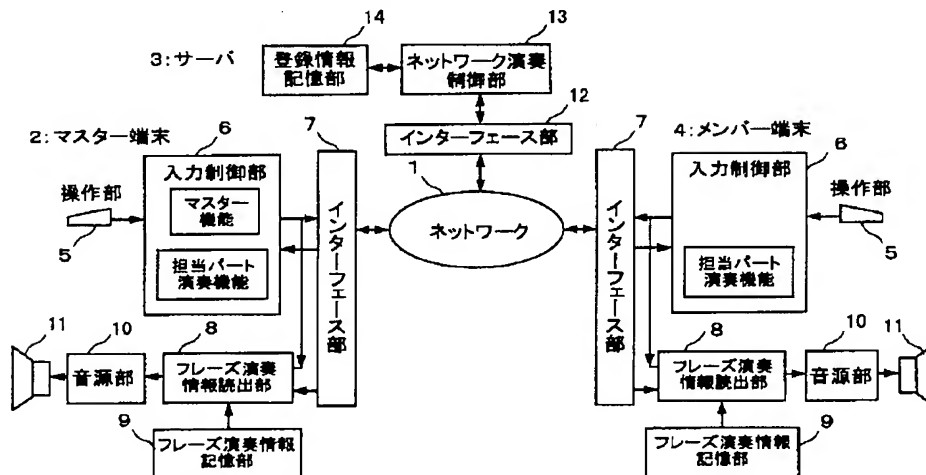 14
13
3:サーバ
登録情報
記憶部
ネットワーク演奏
制御部
12
2:マスター端末
6
7
インターフェース部
7
4:メンバー端末
6
入力制御部
1
入力制御部
操作部
マスター
機能
インターフェース部
ネットワーク
インターフェース部
操作部
5
5
担当パート
演奏機能
担当パート
演奏機能
11
10
8
8
10
11
音源部
フレーズ演奏
情報読出部
フレーズ演奏
情報読出部
音源部
9
フレーズ演奏情報
記憶部
フレーズ演奏情報
記憶部
9